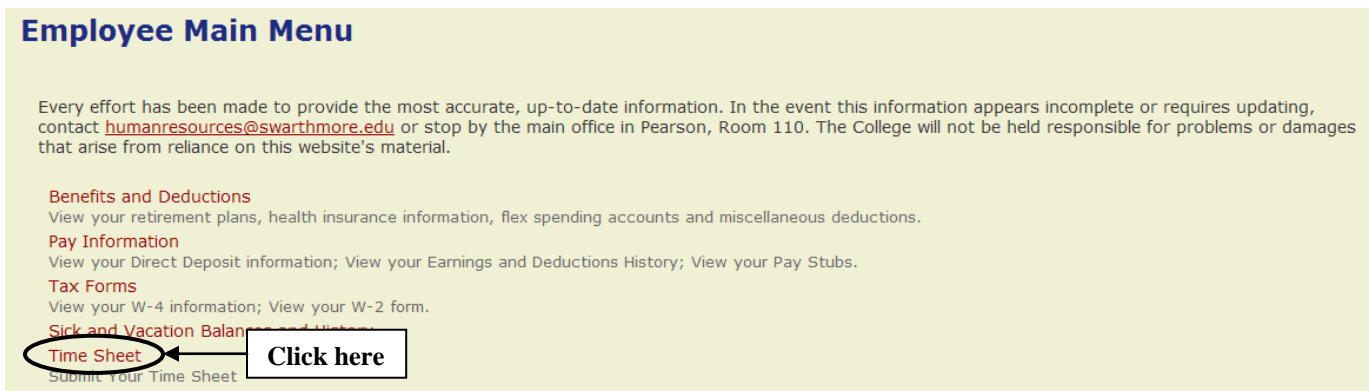 Employee Main Menu
Every effort has been made to provide the most accurate, up-to-date information. In the event this information appears incomplete or requires updating,
contact humanresources@swarthmore.edu or stop by the main office in Pearson, Room 110. The College will not be held responsible for problems or damages
that arise from reliance on this website's material.
Benefits and Deductions
View your retirement plans, health insurance information, flex spending accounts and miscellaneous deductions.
Pay Information
View your Direct Deposit information; View your Earnings and Deductions History; View your Pay Stubs.
Tax Forms
View your W-4 information; View your W-2 form.
Sick and Vacation Balances and History
Time Sheet
Click here
Submit Your Time Sheet